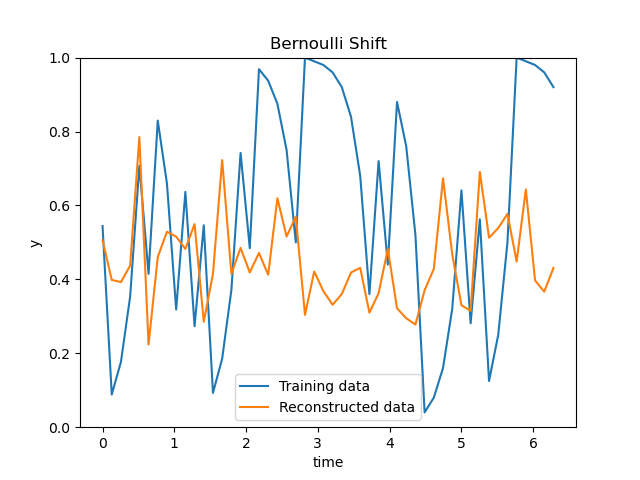 Bernoulli Shift
1.0
0.8
0.6
0.4
0.2
0.0
y
Training data
Reconstructed data
0 1 2 3 4 5 6
time